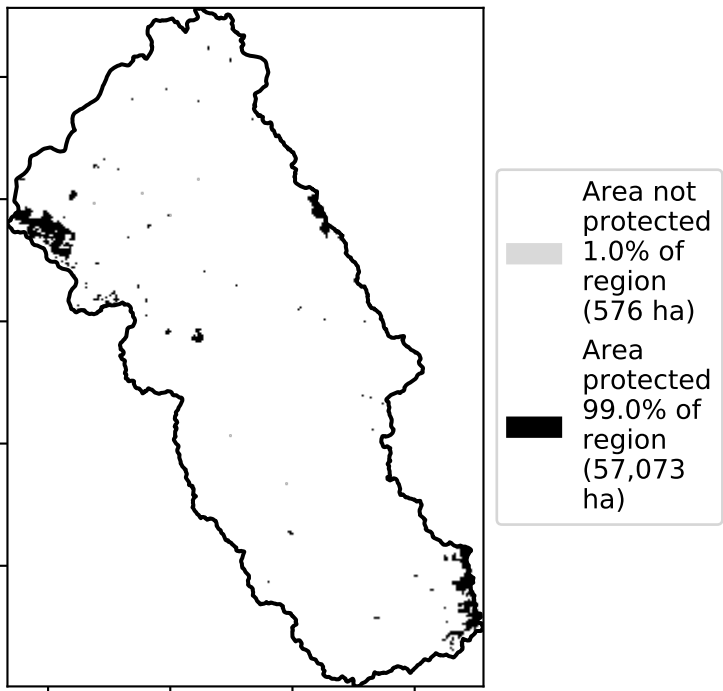 Area not
protected
1.0% of
region
(576 ha)
Area
protected
99.0% of
region
(57,073
ha)